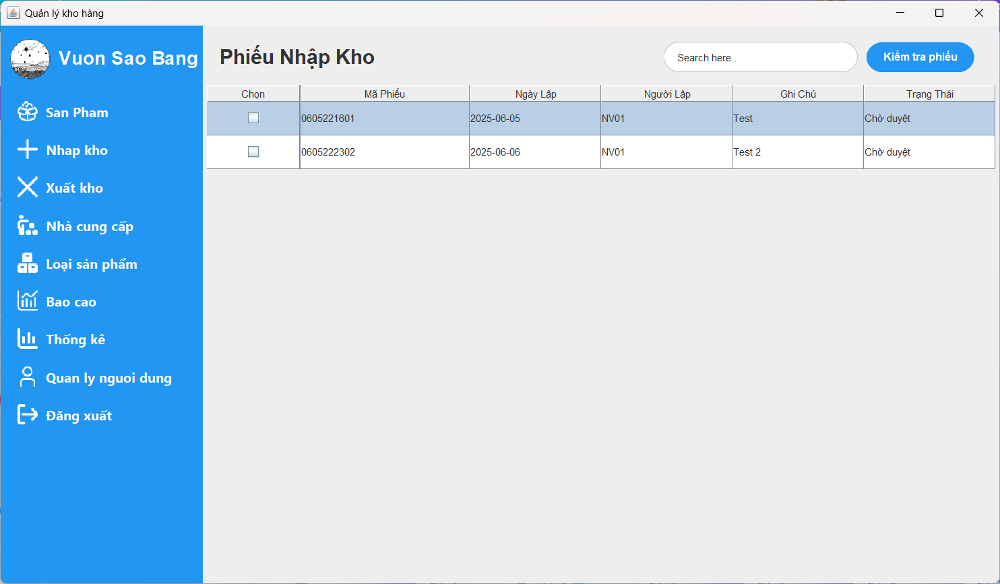 Quản lý kho hàng
Vuon Sao Bang
San Pham
Nhap kho
Xuất kho
Nhà cung cấp
Loại sản phẩm
Bao cao
Thống kê
Quan ly nguoi dung
Đăng xuất
Phiếu Nhập Kho
Search here..
Kiểm tra phiếu
Chọn Mã Phiếu Ngày Lập Người Lập Ghi Chú Trạng Thái
0605221601 2025-06-05 NV01 Test Chờ duyệt
0605222302 2025-06-06 NV01 Test 2 Chờ duyệt